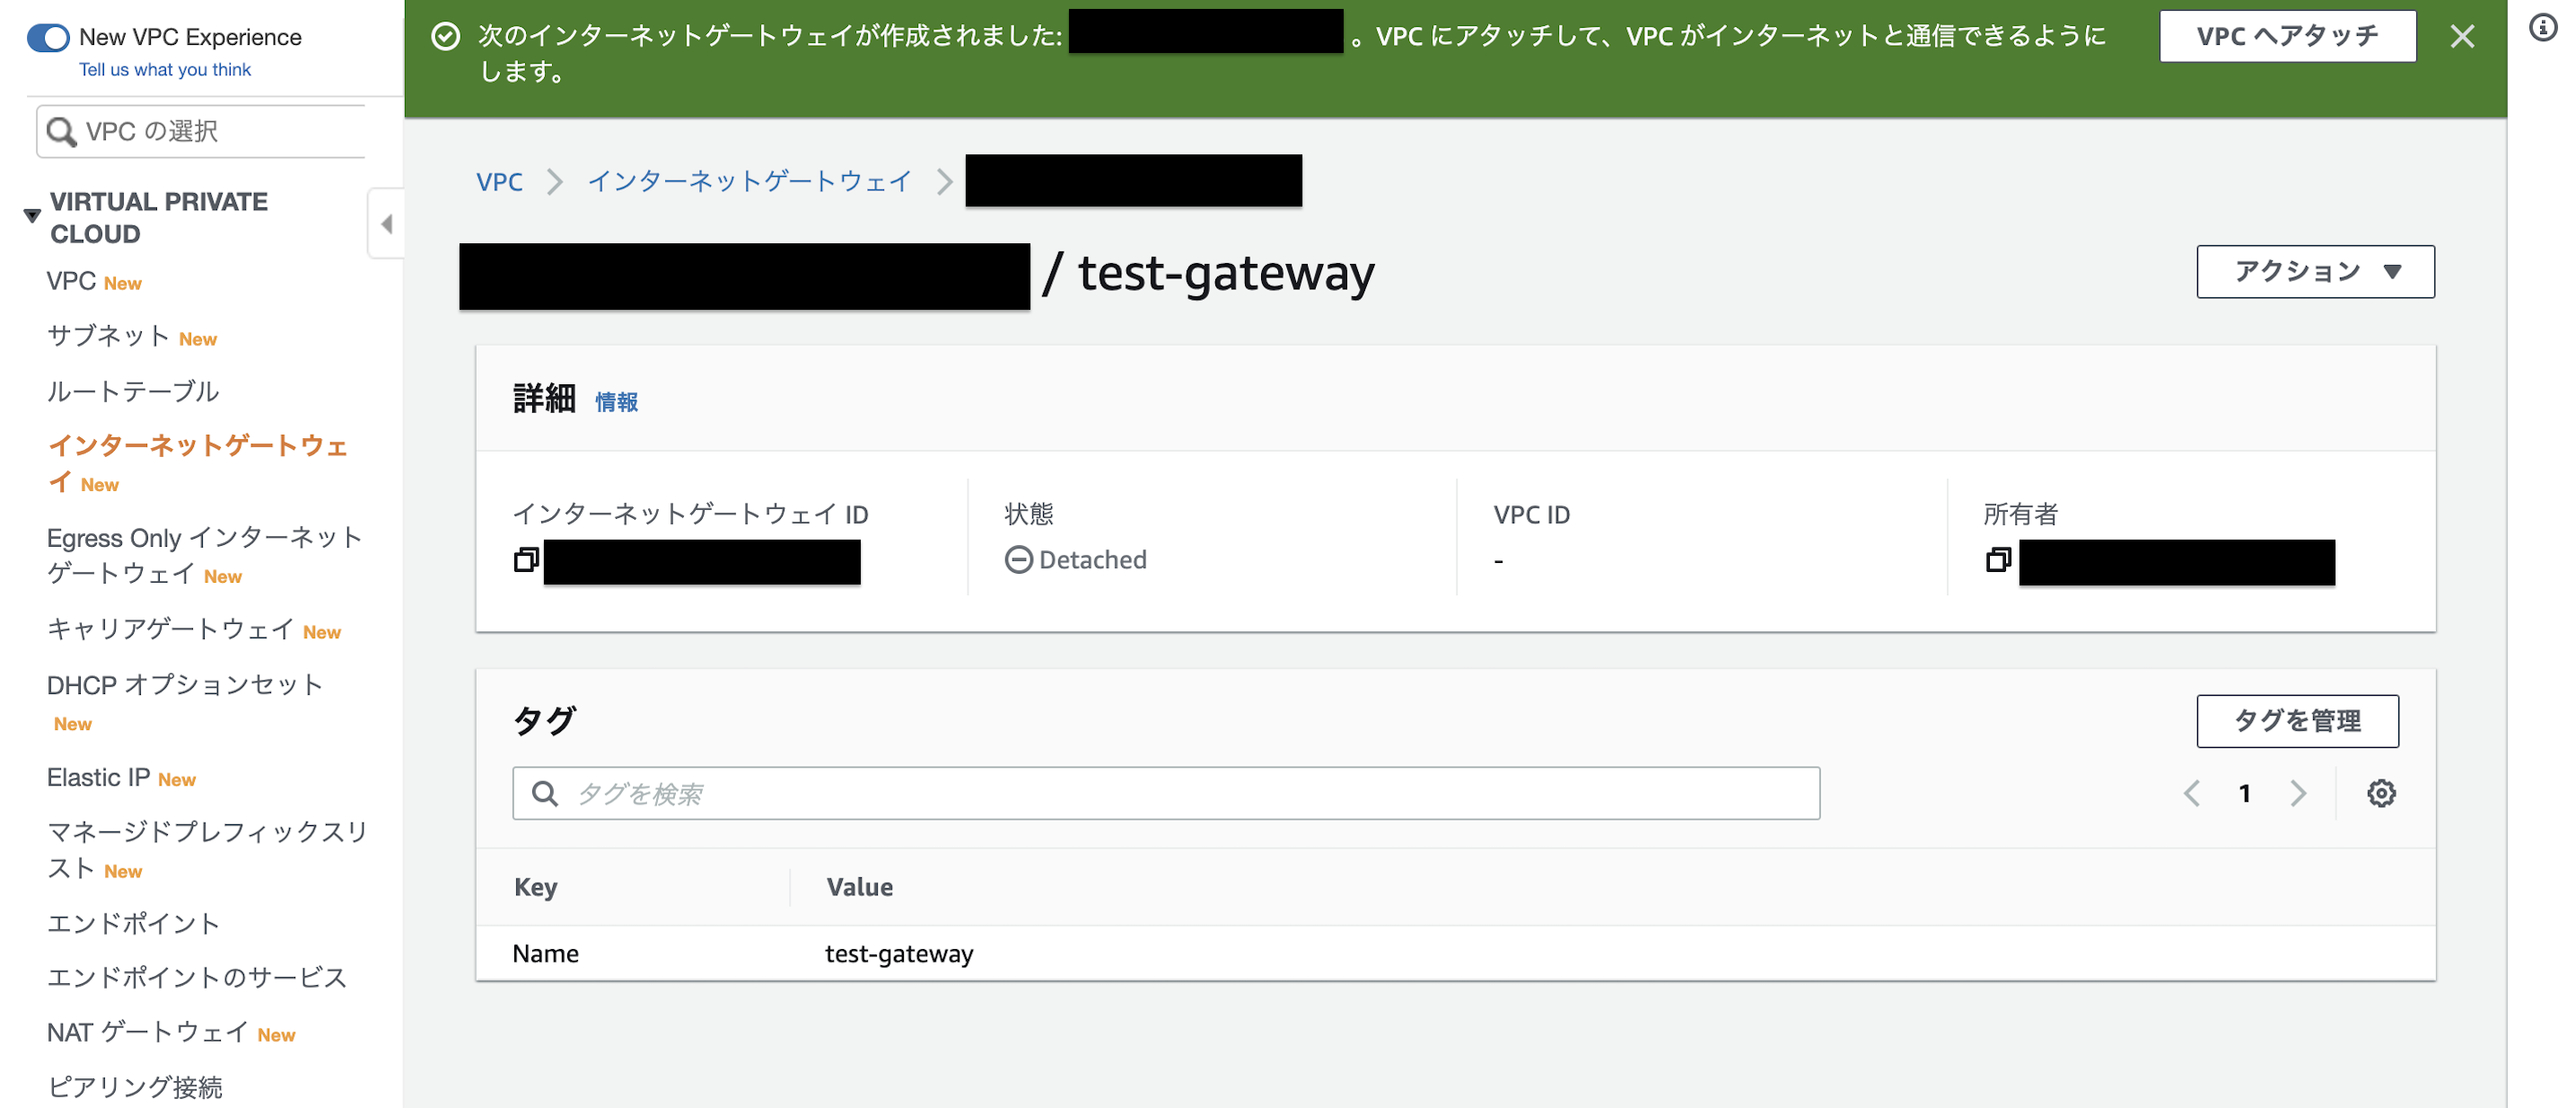 New VPC Experience
Tell us what you think
VPC の選択
VIRTUAL PRIVATE
CLOUD
VPC New
サブネット New
ルートテーブル
インターネットゲートウェ
イ New
Egress Only インターネット
ゲートウェイ New
キャリアゲートウェイ New
DHCP オプションセット
New
Elastic IP New
マネージドプレフィックスリ
スト New
エンドポイント
エンドポイントのサービス
NAT ゲートウェイ New
ピアリング接続
次のインターネットゲートウェイが作成されました: 。VPC にアタッチして、VPC がインターネットと通信できるように
します。
VPC へアタッチ
VPC インターネットゲートウェイ
/ test-gateway
アクション
詳細 情報
インターネットゲートウェイ ID
状態
Detached
VPC ID
-
所有者
タグ
タグを管理
タグを検索
1
Key Value
Name test-gateway